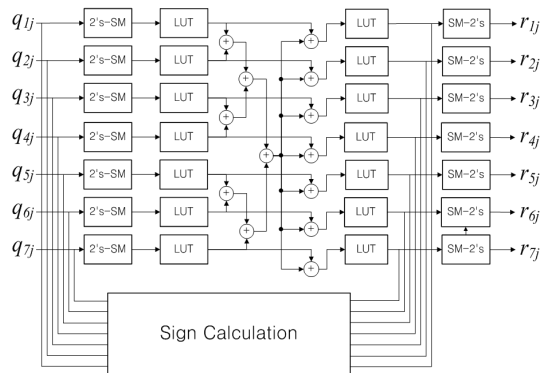 q1j 2's-SM LUT + LUT SM-2's r1j
+
q2j 2's-SM LUT + LUT SM-2's r2j
+
q3j 2's-SM LUT + LUT SM-2's r3j
+
q4j 2's-SM LUT + LUT SM-2's r4j
+
q5j 2's-SM LUT + LUT SM-2's r5j
+
q6j 2's-SM LUT + LUT SM-2's r6j
+
q7j 2's-SM LUT + LUT SM-2's r7j
Sign Calculation